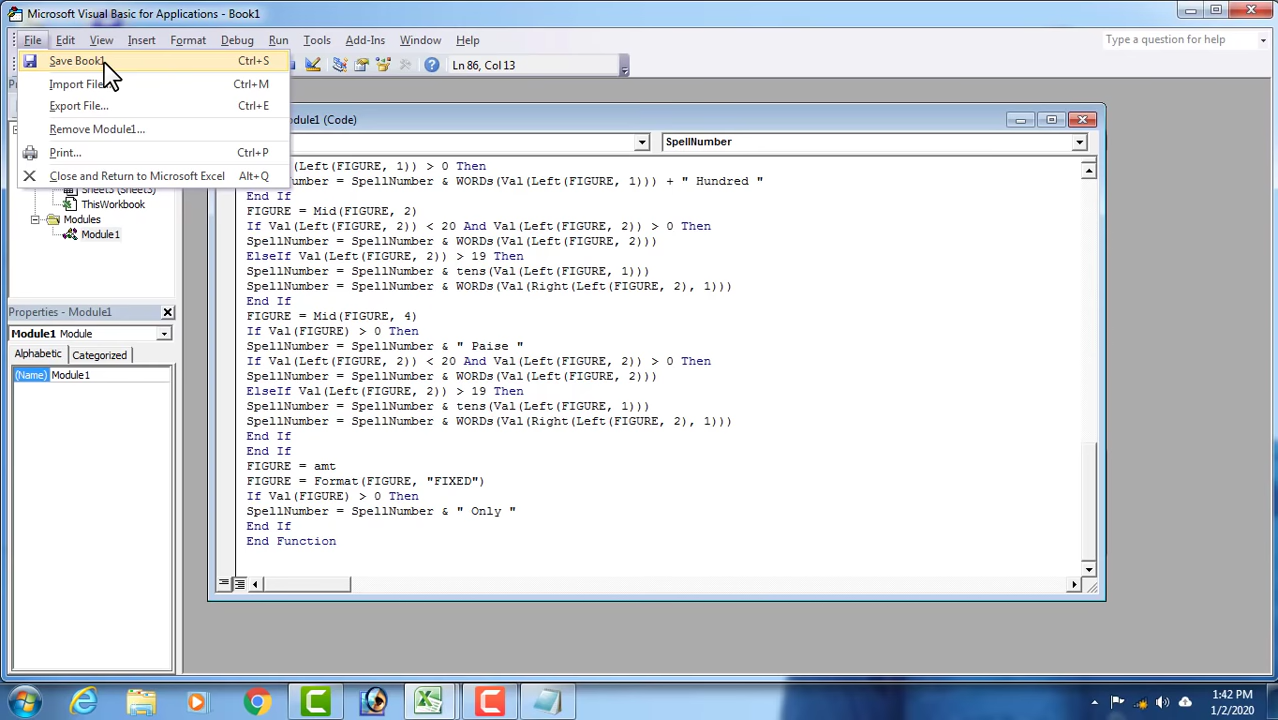 Microsoft Visual Basic for Applications - Book1
File Edit View Insert Format Debug Run Tools Add-Ins Window Help
Type a question for help
Save Book1 Ctrl+S
Import File... Ctrl+M
Export File... Ctrl+E
Remove Module1...
Print... Ctrl+P
Close and Return to Microsoft Excel Alt+Q
Ln 86, Col 13
Sheet3 (Sheet3)
ThisWorkbook
Modules
Module1
Properties - Module1
Module1 Module
Alphabetic Categorized
(Name) Module1
(Code)
SpellNumber
(Left(FIGURE, 1)) > 0 Then
= SpellNumber & WORDs(Val(Left(FIGURE, 1))) + " Hundred "
End If
FIGURE = Mid(FIGURE, 2)
If Val(Left(FIGURE, 2)) < 20 And Val(Left(FIGURE, 2)) > 0 Then
SpellNumber = SpellNumber & WORDs(Val(Left(FIGURE, 2)))
ElseIf Val(Left(FIGURE, 2)) > 19 Then
SpellNumber = SpellNumber & tens(Val(Left(FIGURE, 1)))
SpellNumber = SpellNumber & WORDs(Val(Right(Left(FIGURE, 2), 1)))
End If
FIGURE = Mid(FIGURE, 4)
If Val(FIGURE) > 0 Then
SpellNumber = SpellNumber & " Paise "
If Val(Left(FIGURE, 2)) < 20 And Val(Left(FIGURE, 2)) > 0 Then
SpellNumber = SpellNumber & WORDs(Val(Left(FIGURE, 2)))
ElseIf Val(Left(FIGURE, 2)) > 19 Then
SpellNumber = SpellNumber & tens(Val(Left(FIGURE, 1)))
SpellNumber = SpellNumber & WORDs(Val(Right(Left(FIGURE, 2), 1)))
End If
End If
FIGURE = amt
FIGURE = Format(FIGURE, "FIXED")
If Val(FIGURE) > 0 Then
SpellNumber = SpellNumber & " Only "
End If
End Function
1:42 PM
1/2/2020